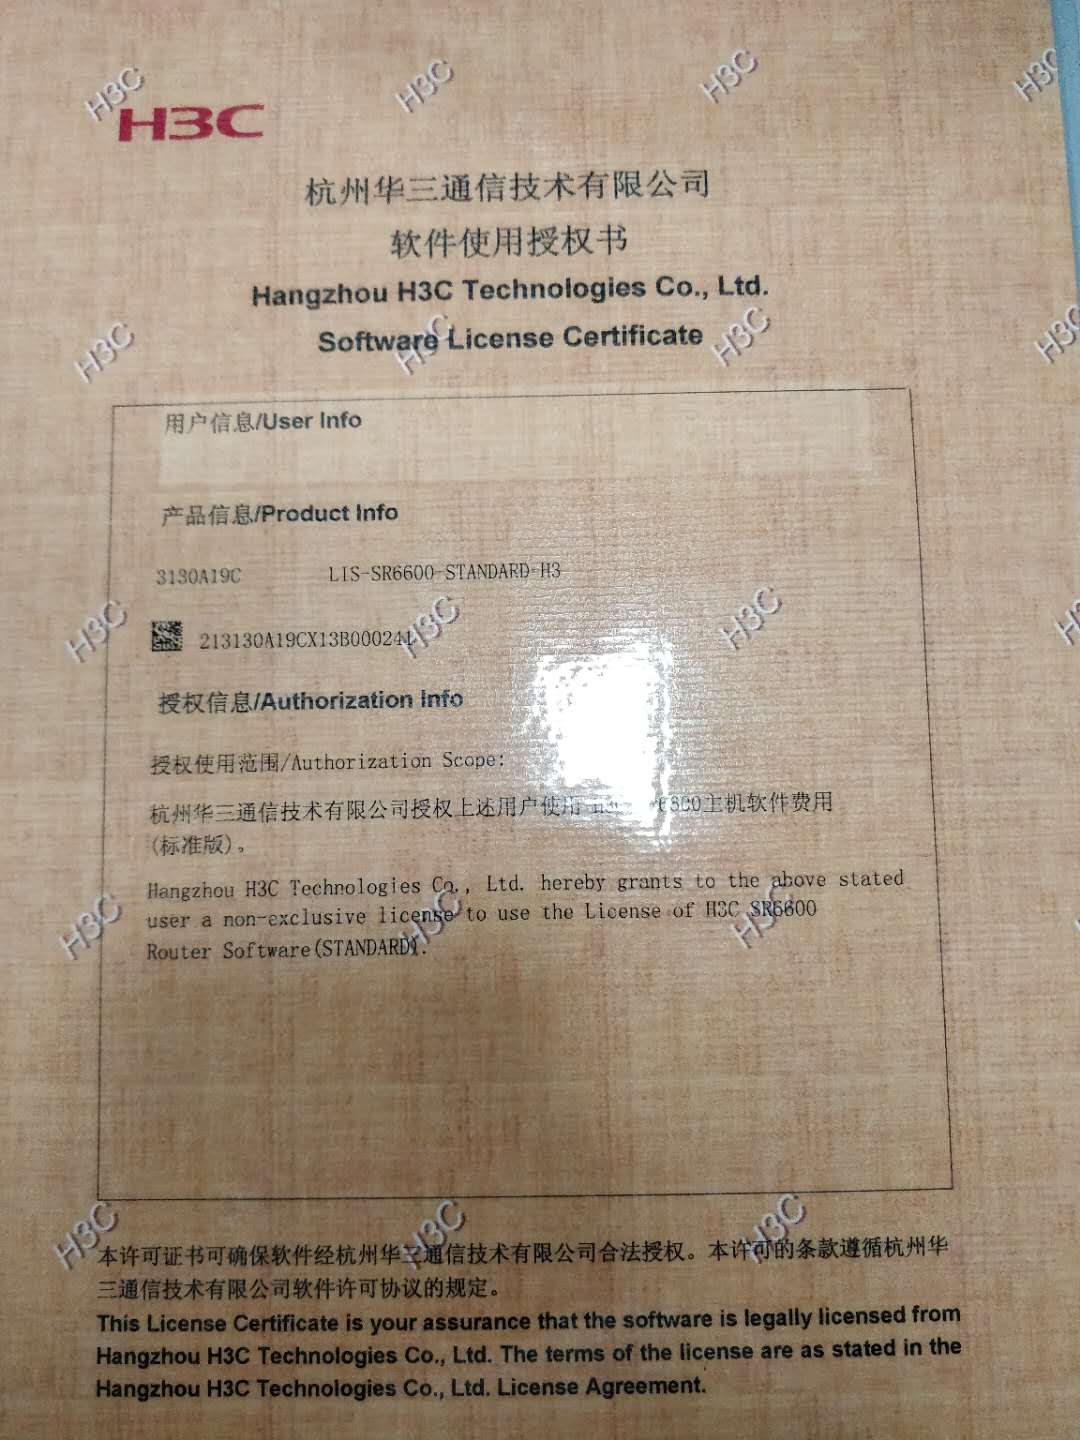 H3C
杭州华三通信技术有限公司
软件使用授权书
Hangzhou H3C Technologies Co., Ltd.
Software License Certificate
用户信息/User Info
产品信息/Product Info
3130A19C LIS-SR6600-STANDARD-H3
213130A19CX13B000241
授权信息/Authorization Info
授权使用范围/Authorization Scope:
杭州华三通信技术有限公司授权上述用户使用 主机软件费用
(标准版)。
Hangzhou H3C Technologies Co., Ltd. hereby grants to the above stated
user a non-exclusive license to use the License of H3C SR6600
Router Software(STANDARD).
本许可证书可确保软件经杭州华三通信技术有限公司合法授权。本许可的条款遵循杭州华
三通信技术有限公司软件许可协议的规定。
This License Certificate is your assurance that the software is legally licensed from
Hangzhou H3C Technologies Co., Ltd. The terms of the license are as stated in the
Hangzhou H3C Technologies Co., Ltd. License Agreement.